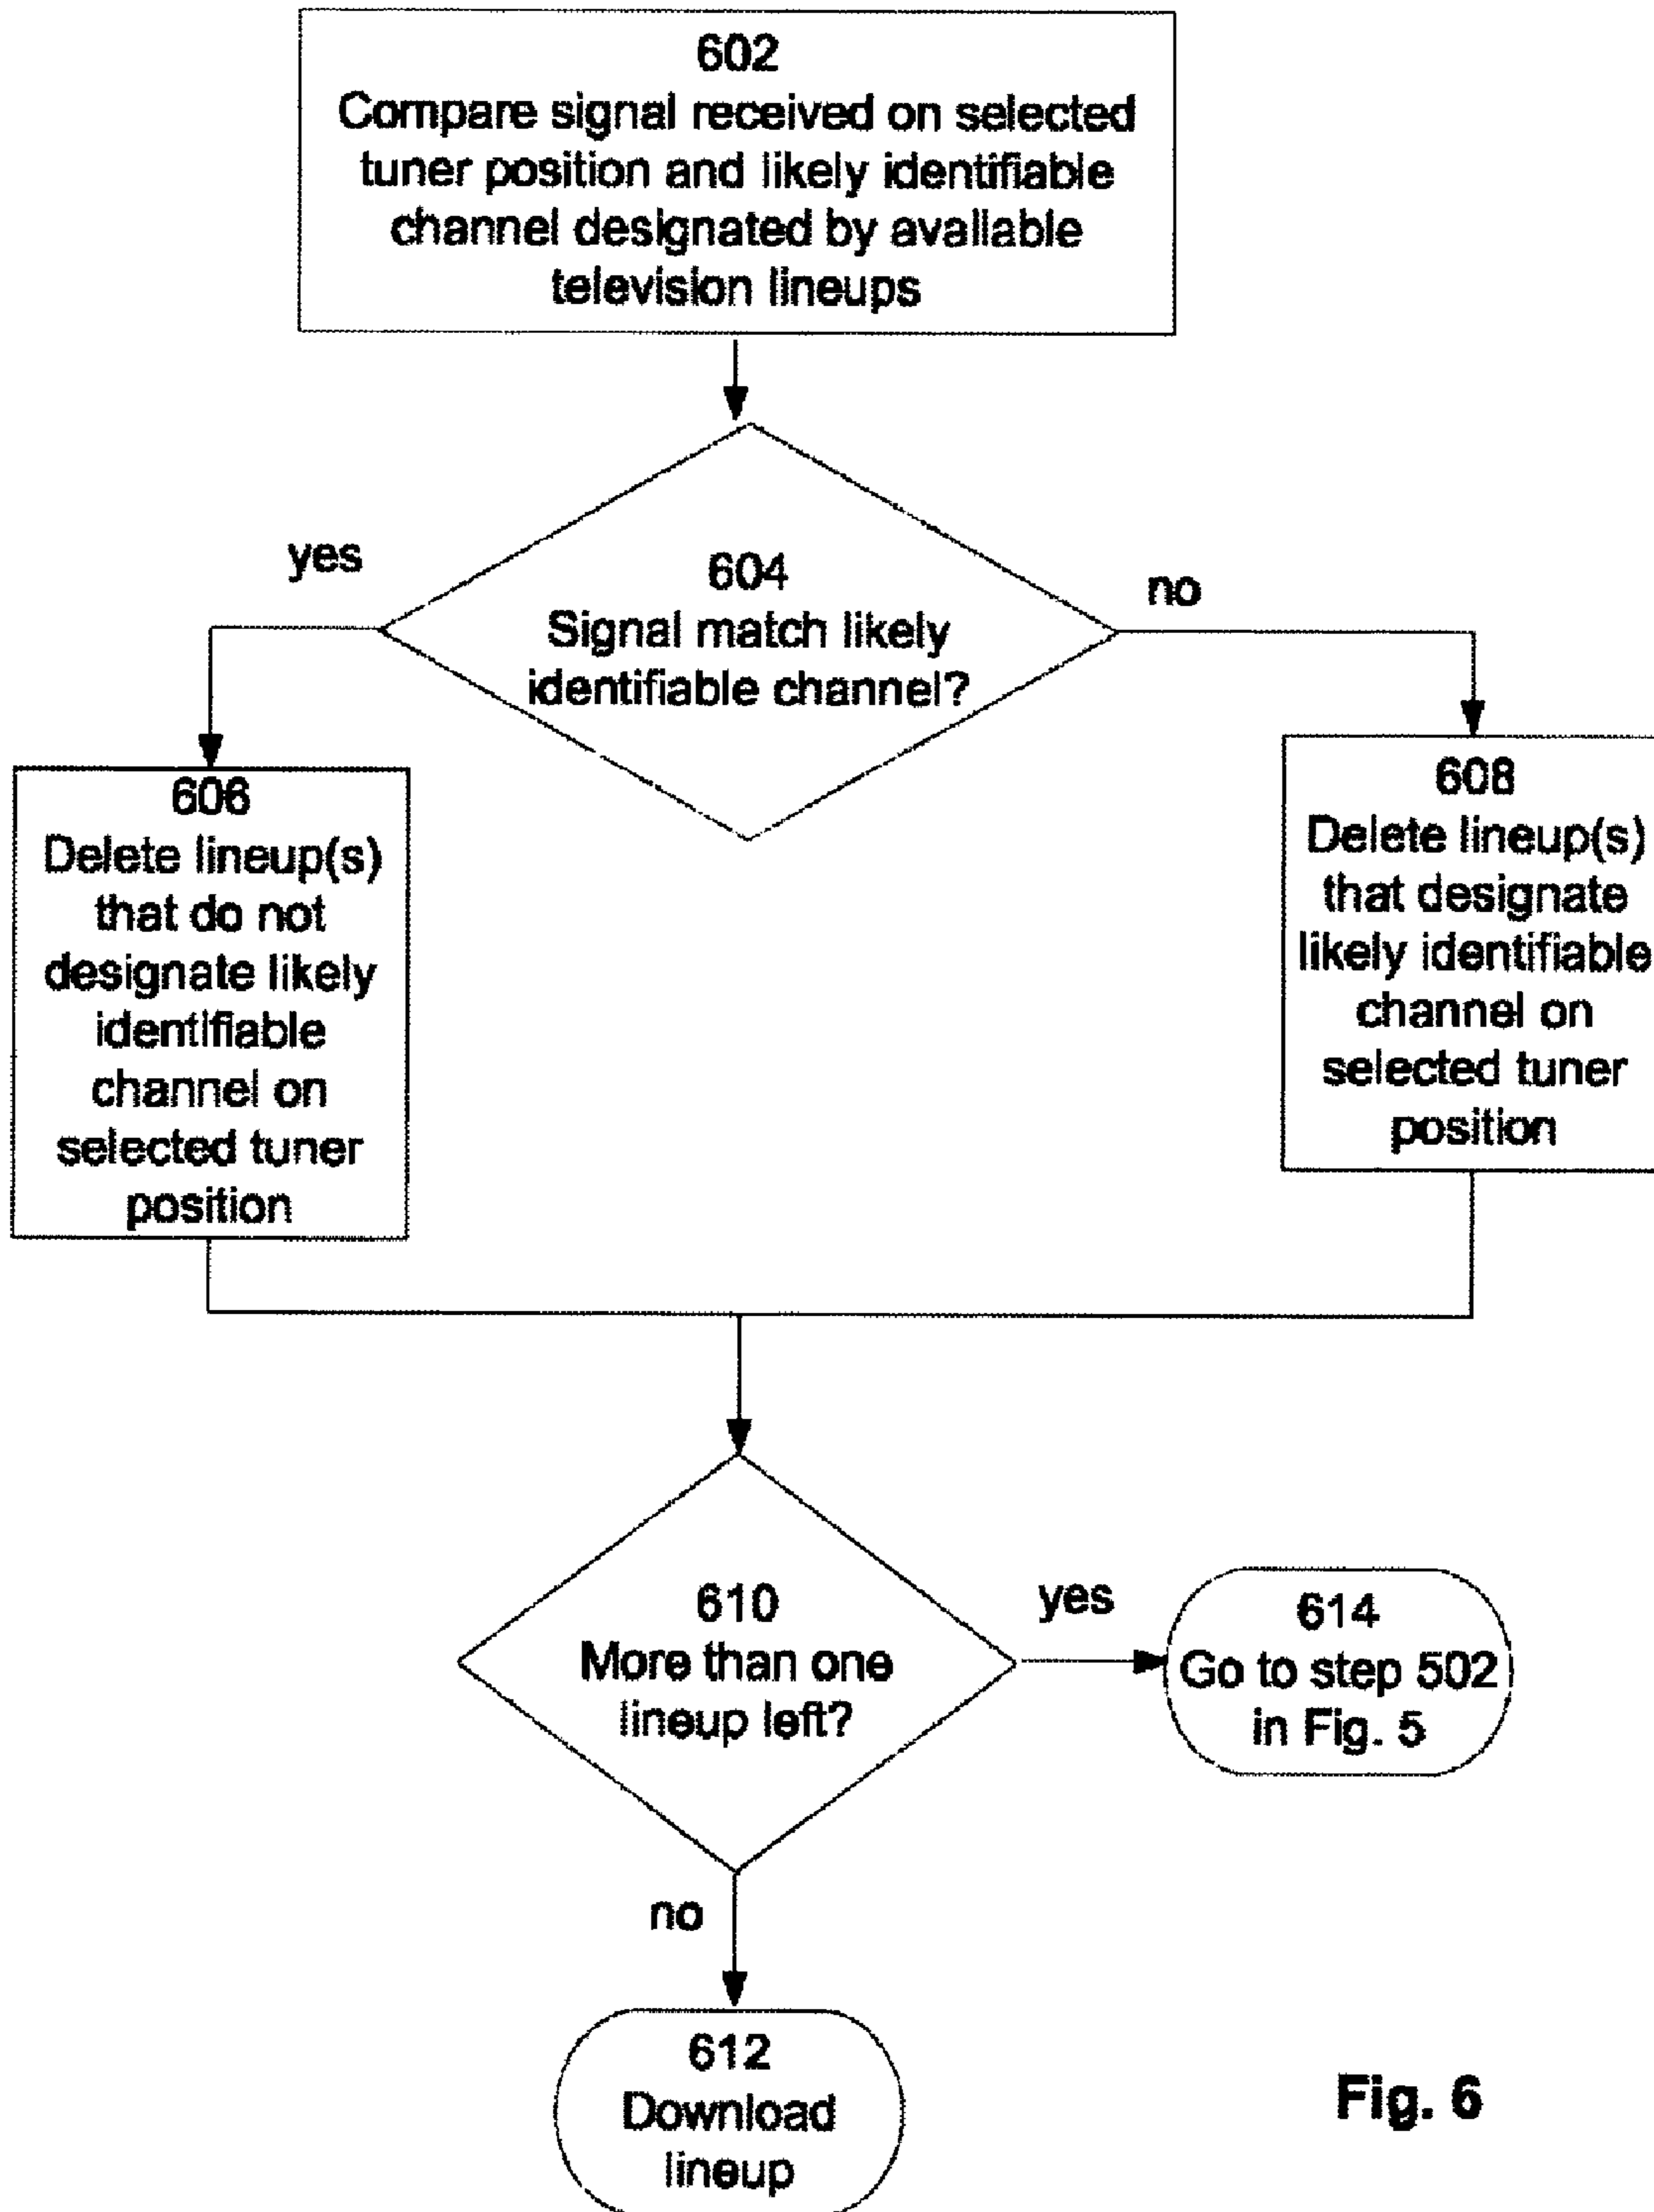 602
Compare signal received on selected
tuner position and likely identifiable
channel designated by available
television lineups
yes
604
Signal match likely
identifiable channel?
no
606
Delete lineup(s)
that do not
designate likely
identifiable
channel on
selected tuner
position
608
Delete lineup(s)
that designate
likely identifiable
channel on
selected tuner
position
610
More than one
lineup left?
yes
614
Go to step 502
in Fig. 5
no
612
Download
lineup
Fig. 6